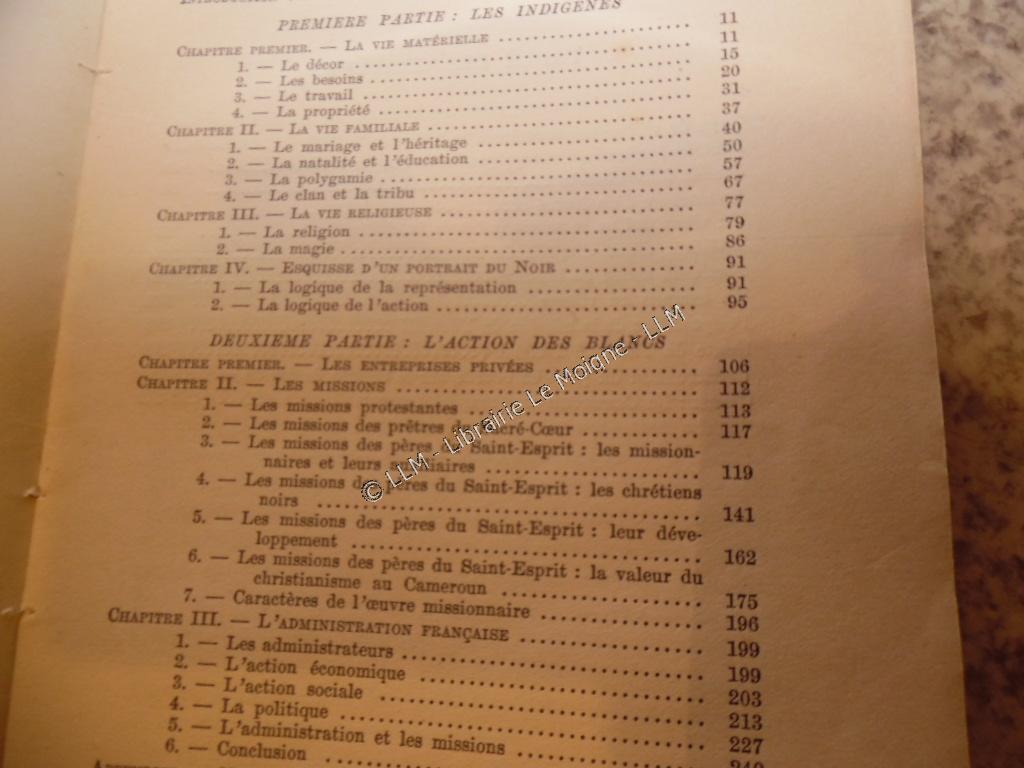 PREMIERE PARTIE : LES INDIGENES
CHAPITRE PREMIER. — LA VIE MATÉRIELLE ........ 11
1. — Le décor ........ 11
2. — Les besoins ........ 15
3. — Le travail ........ 20
4. — La propriété ........ 31
CHAPITRE II. — LA VIE FAMILIALE ........ 37
1. — Le mariage et l'héritage ........ 40
2. — La natalité et l'éducation ........ 50
3. — La polygamie ........ 57
4. — Le clan et la tribu ........ 67
CHAPITRE III. — LA VIE RELIGIEUSE ........ 77
1. — La religion ........ 79
2. — La magie ........ 86
CHAPITRE IV. — ESQUISSE D'UN PORTRAIT DU NOIR ........ 91
1. — La logique de la représentation ........ 91
2. — La logique de l'action ........ 95
DEUXIEME PARTIE : L'ACTION DES BLANCS
CHAPITRE PREMIER. — LES ENTREPRISES PRIVÉES ........ 106
CHAPITRE II. — LES MISSIONS ........ 112
1. — Les missions protestantes ........ 113
2. — Les missions des prêtres du Sacré-Cœur ........ 117
3. — Les missions des pères du Saint-Esprit : les mission-
naires et leurs auxiliaires ........ 119
4. — Les missions des pères du Saint-Esprit : les chrétiens
noirs ........ 141
5. — Les missions des pères du Saint-Esprit : leur déve-
loppement ........ 162
6. — Les missions des pères du Saint-Esprit : la valeur du
christianisme au Cameroun ........ 175
7. — Caractères de l'œuvre missionnaire ........ 196
CHAPITRE III. — L'ADMINISTRATION FRANÇAISE ........ 199
1. — Les administrateurs ........ 199
2. — L'action économique ........ 203
3. — L'action sociale ........ 213
4. — La politique ........ 227
5. — L'administration et les missions ........
6. — Conclusion ........
© LLM - Librairie Le Moigne - LLM